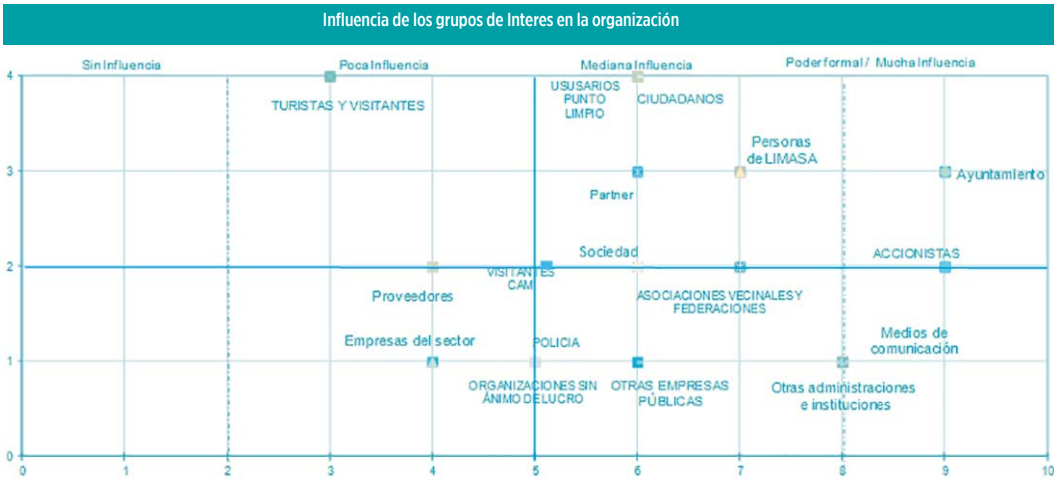 Influencia de los grupos de Interes en la organización
Sin Influencia
Poca Influencia
Mediana Influencia
Poder formal / Mucha Influencia
4
TURISTAS Y VISITANTES
USUSARIOS
PUNTO
LIMPIO
CIUDADANOS
Personas
de LIMASA
3
Ayuntamiento
Partner
Sociedad
ACCIONISTAS
2
VISITANTES
CAM
Proveedores
ASOCIACIONES VECINALES Y
FEDERACIONES
Empresas del sector
POLICIA
Medios de
comunicación
1
ORGANIZACIONES SIN
ÁNIMO DE LUCRO
OTRAS EMPRESAS
PÚBLICAS
Otras administraciones
e instituciones
0
0 1 2 3 4 5 6 7 8 9 10